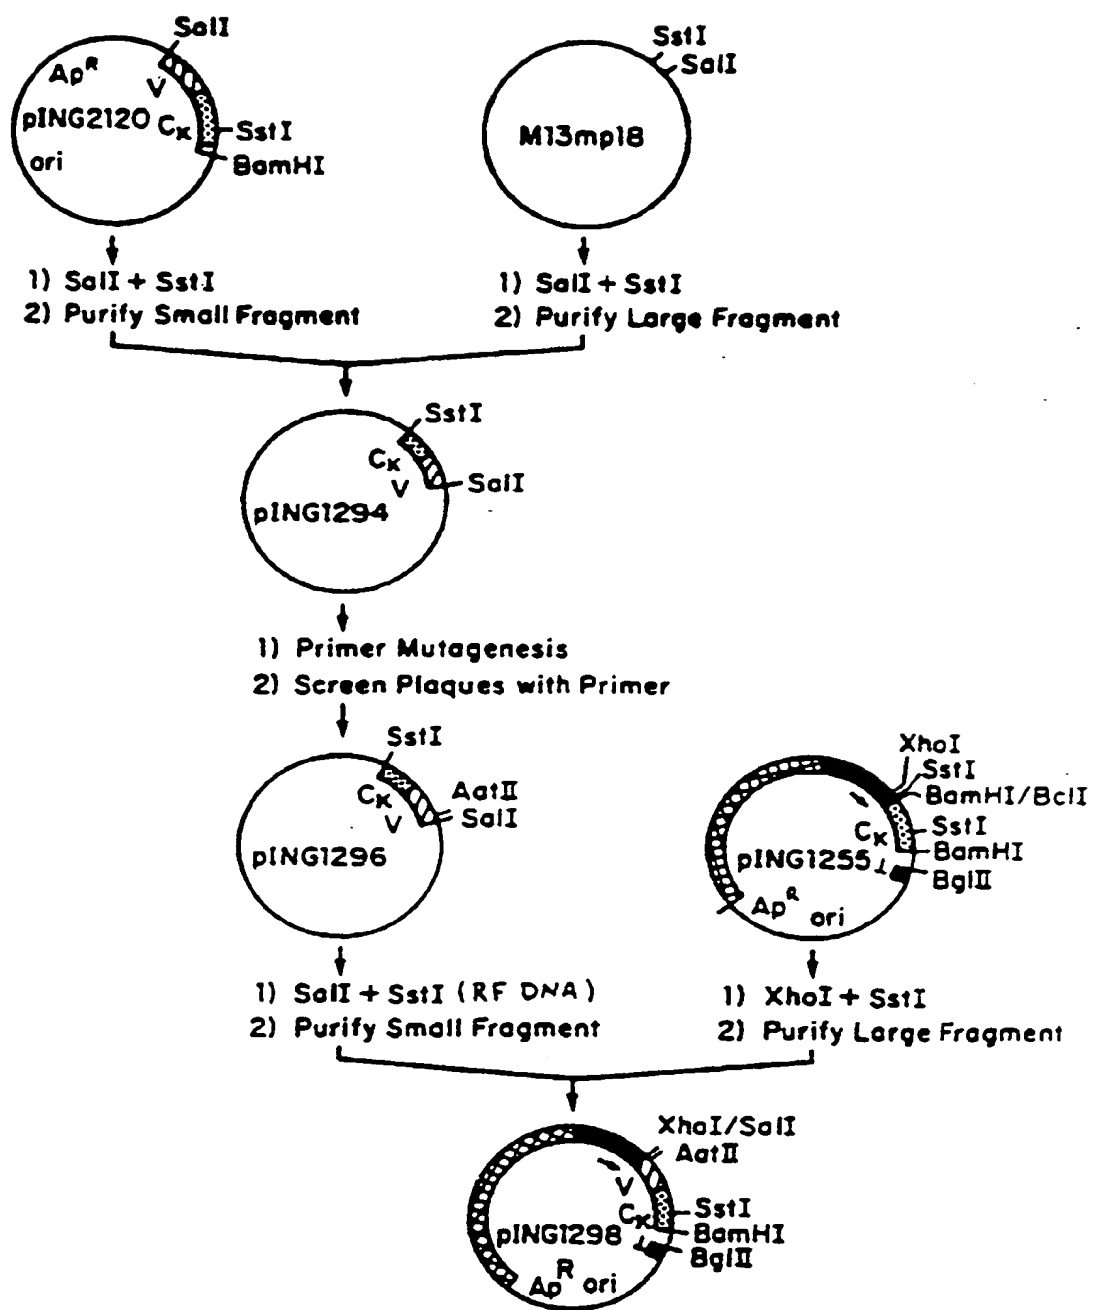 SalI
Ap^R
V
pING2120
Cκ
SstI
ori
BamHI
SstI
SalI
M13mp18
1) SalI + SstI
2) Purify Small Fragment
1) SalI + SstI
2) Purify Large Fragment
SstI
Cκ
V
SalI
pING1294
1) Primer Mutagenesis
2) Screen Plaques with Primer
SstI
Cκ
V
AatII
SalI
pING1296
XhoI
SstI
BamHI/BclI
Cκ
SstI
pING1255
BamHI
BglII
Ap^R ori
1) SalI + SstI (RF DNA)
2) Purify Small Fragment
1) XhoI + SstI
2) Purify Large Fragment
XhoI/SalI
AatII
V
Cκ
SstI
pING1298
BamHI
BglII
Ap^R ori